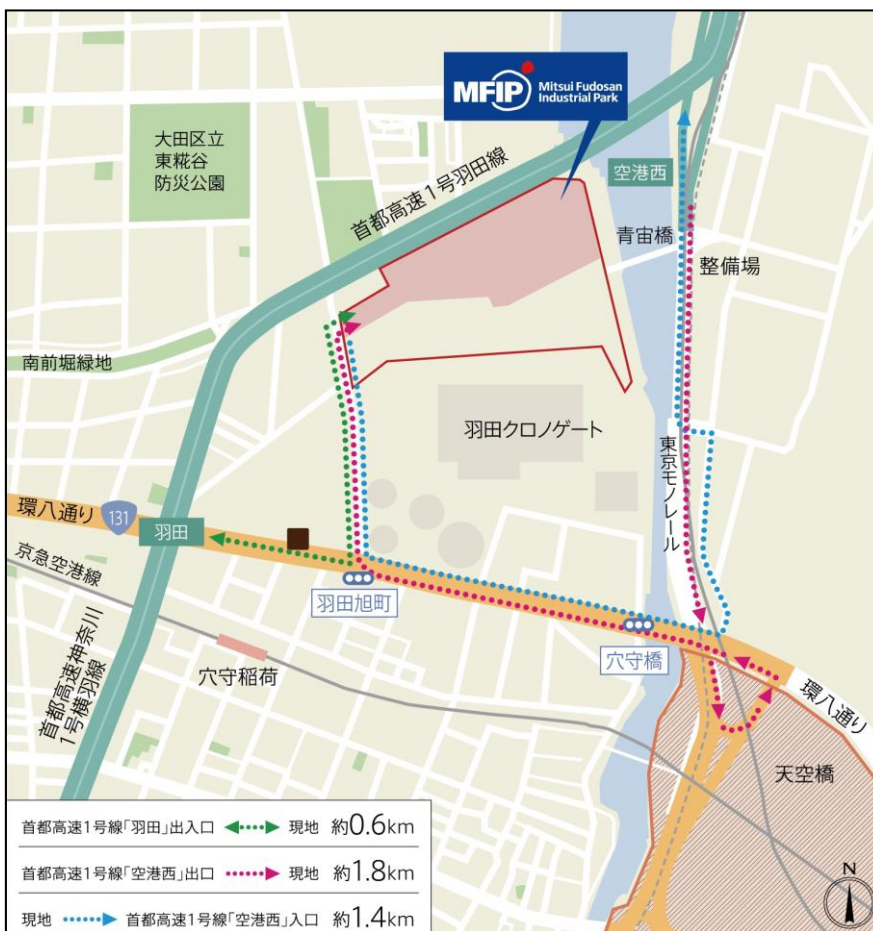 MFIP Mitsui Fudosan
Industrial Park
大田区立
東糀谷
防災公園
首都高速1号羽田線
空港西
青宙橋
整備場
南前堀緑地
羽田クロノゲート
東京モノレール
環八通り
131
羽田
京急空港線
羽田旭町
穴守橋
穴守稲荷
首都高速神奈川
1号横羽線
環八通り
天空橋
首都高速1号線「羽田」出入口 現地 約0.6km
首都高速1号線「空港西」出口 現地 約1.8km
現地 首都高速1号線「空港西」入口 約1.4km
N